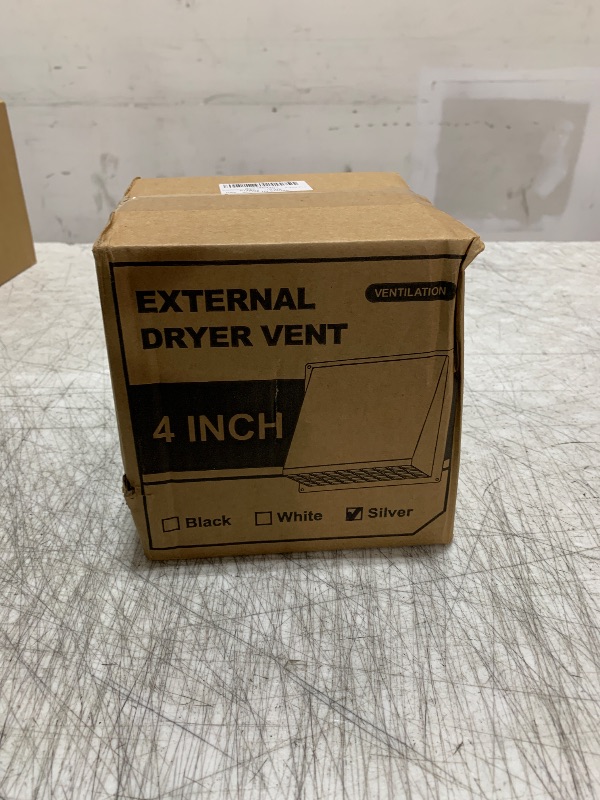 EXTERNAL
DRYER VENT
VENTILATION
4 INCH
Black
White
Silver